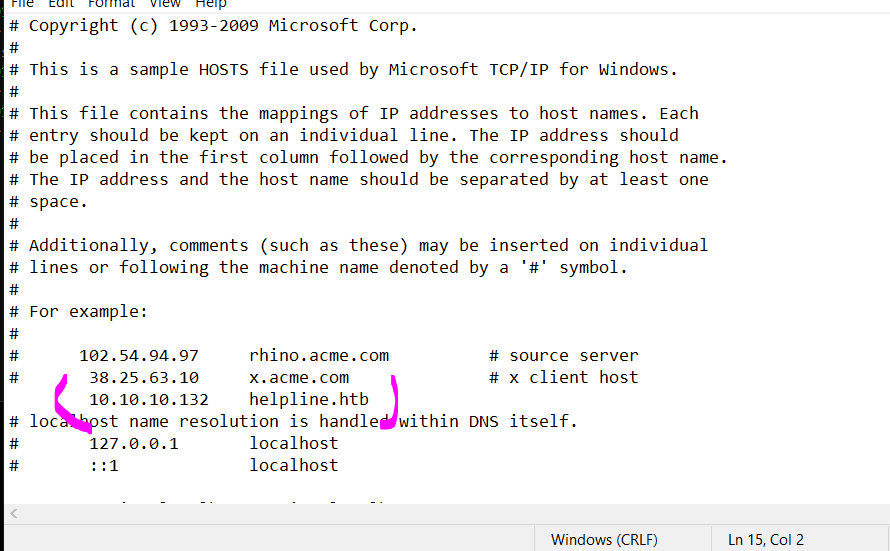 File Edit Format View Help
# Copyright (c) 1993-2009 Microsoft Corp.
#
# This is a sample HOSTS file used by Microsoft TCP/IP for Windows.
#
# This file contains the mappings of IP addresses to host names. Each
# entry should be kept on an individual line. The IP address should
# be placed in the first column followed by the corresponding host name.
# The IP address and the host name should be separated by at least one
# space.
#
# Additionally, comments (such as these) may be inserted on individual
# lines or following the machine name denoted by a '#' symbol.
#
# For example:
#
# 102.54.94.97 rhino.acme.com # source server
# 38.25.63.10 x.acme.com # x client host
10.10.10.132 helpline.htb
# localhost name resolution is handled within DNS itself.
# 127.0.0.1 localhost
# ::1 localhost
Windows (CRLF) Ln 15, Col 2